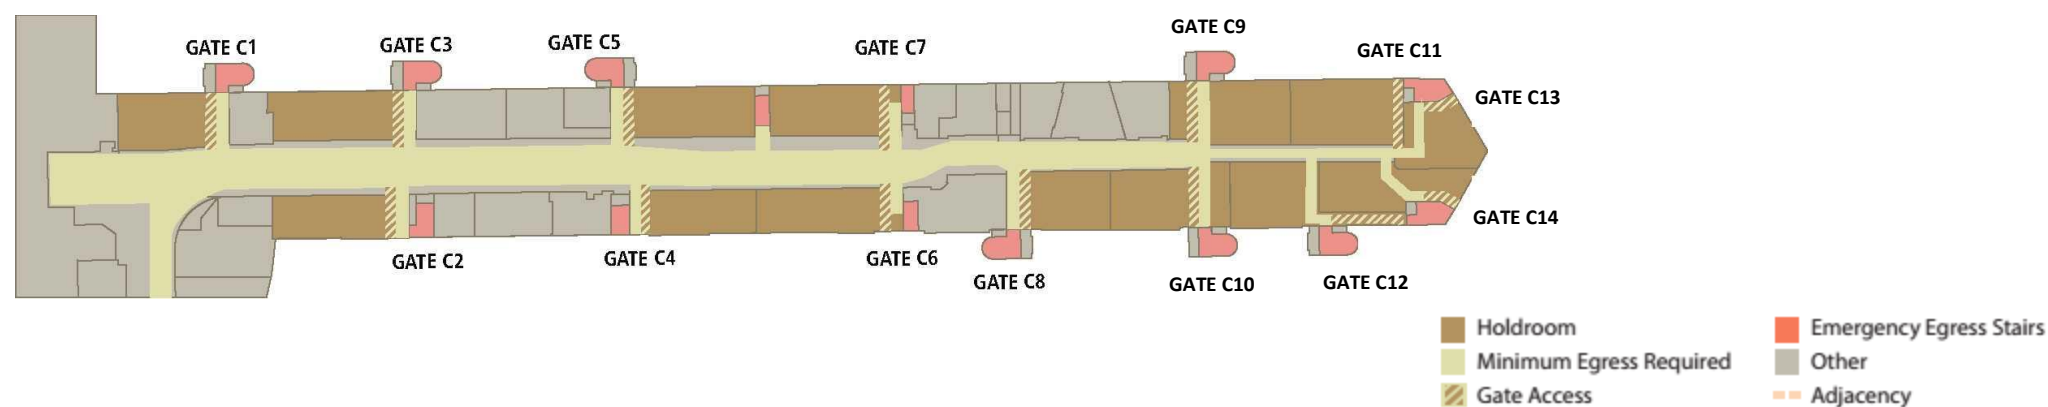 GATE C1
GATE C3
GATE C5
GATE C7
GATE C9
GATE C11
GATE C13
GATE C2
GATE C4
GATE C6
GATE C8
GATE C10
GATE C12
GATE C14
Holdroom
Emergency Egress Stairs
Minimum Egress Required
Other
Gate Access
Adjacency